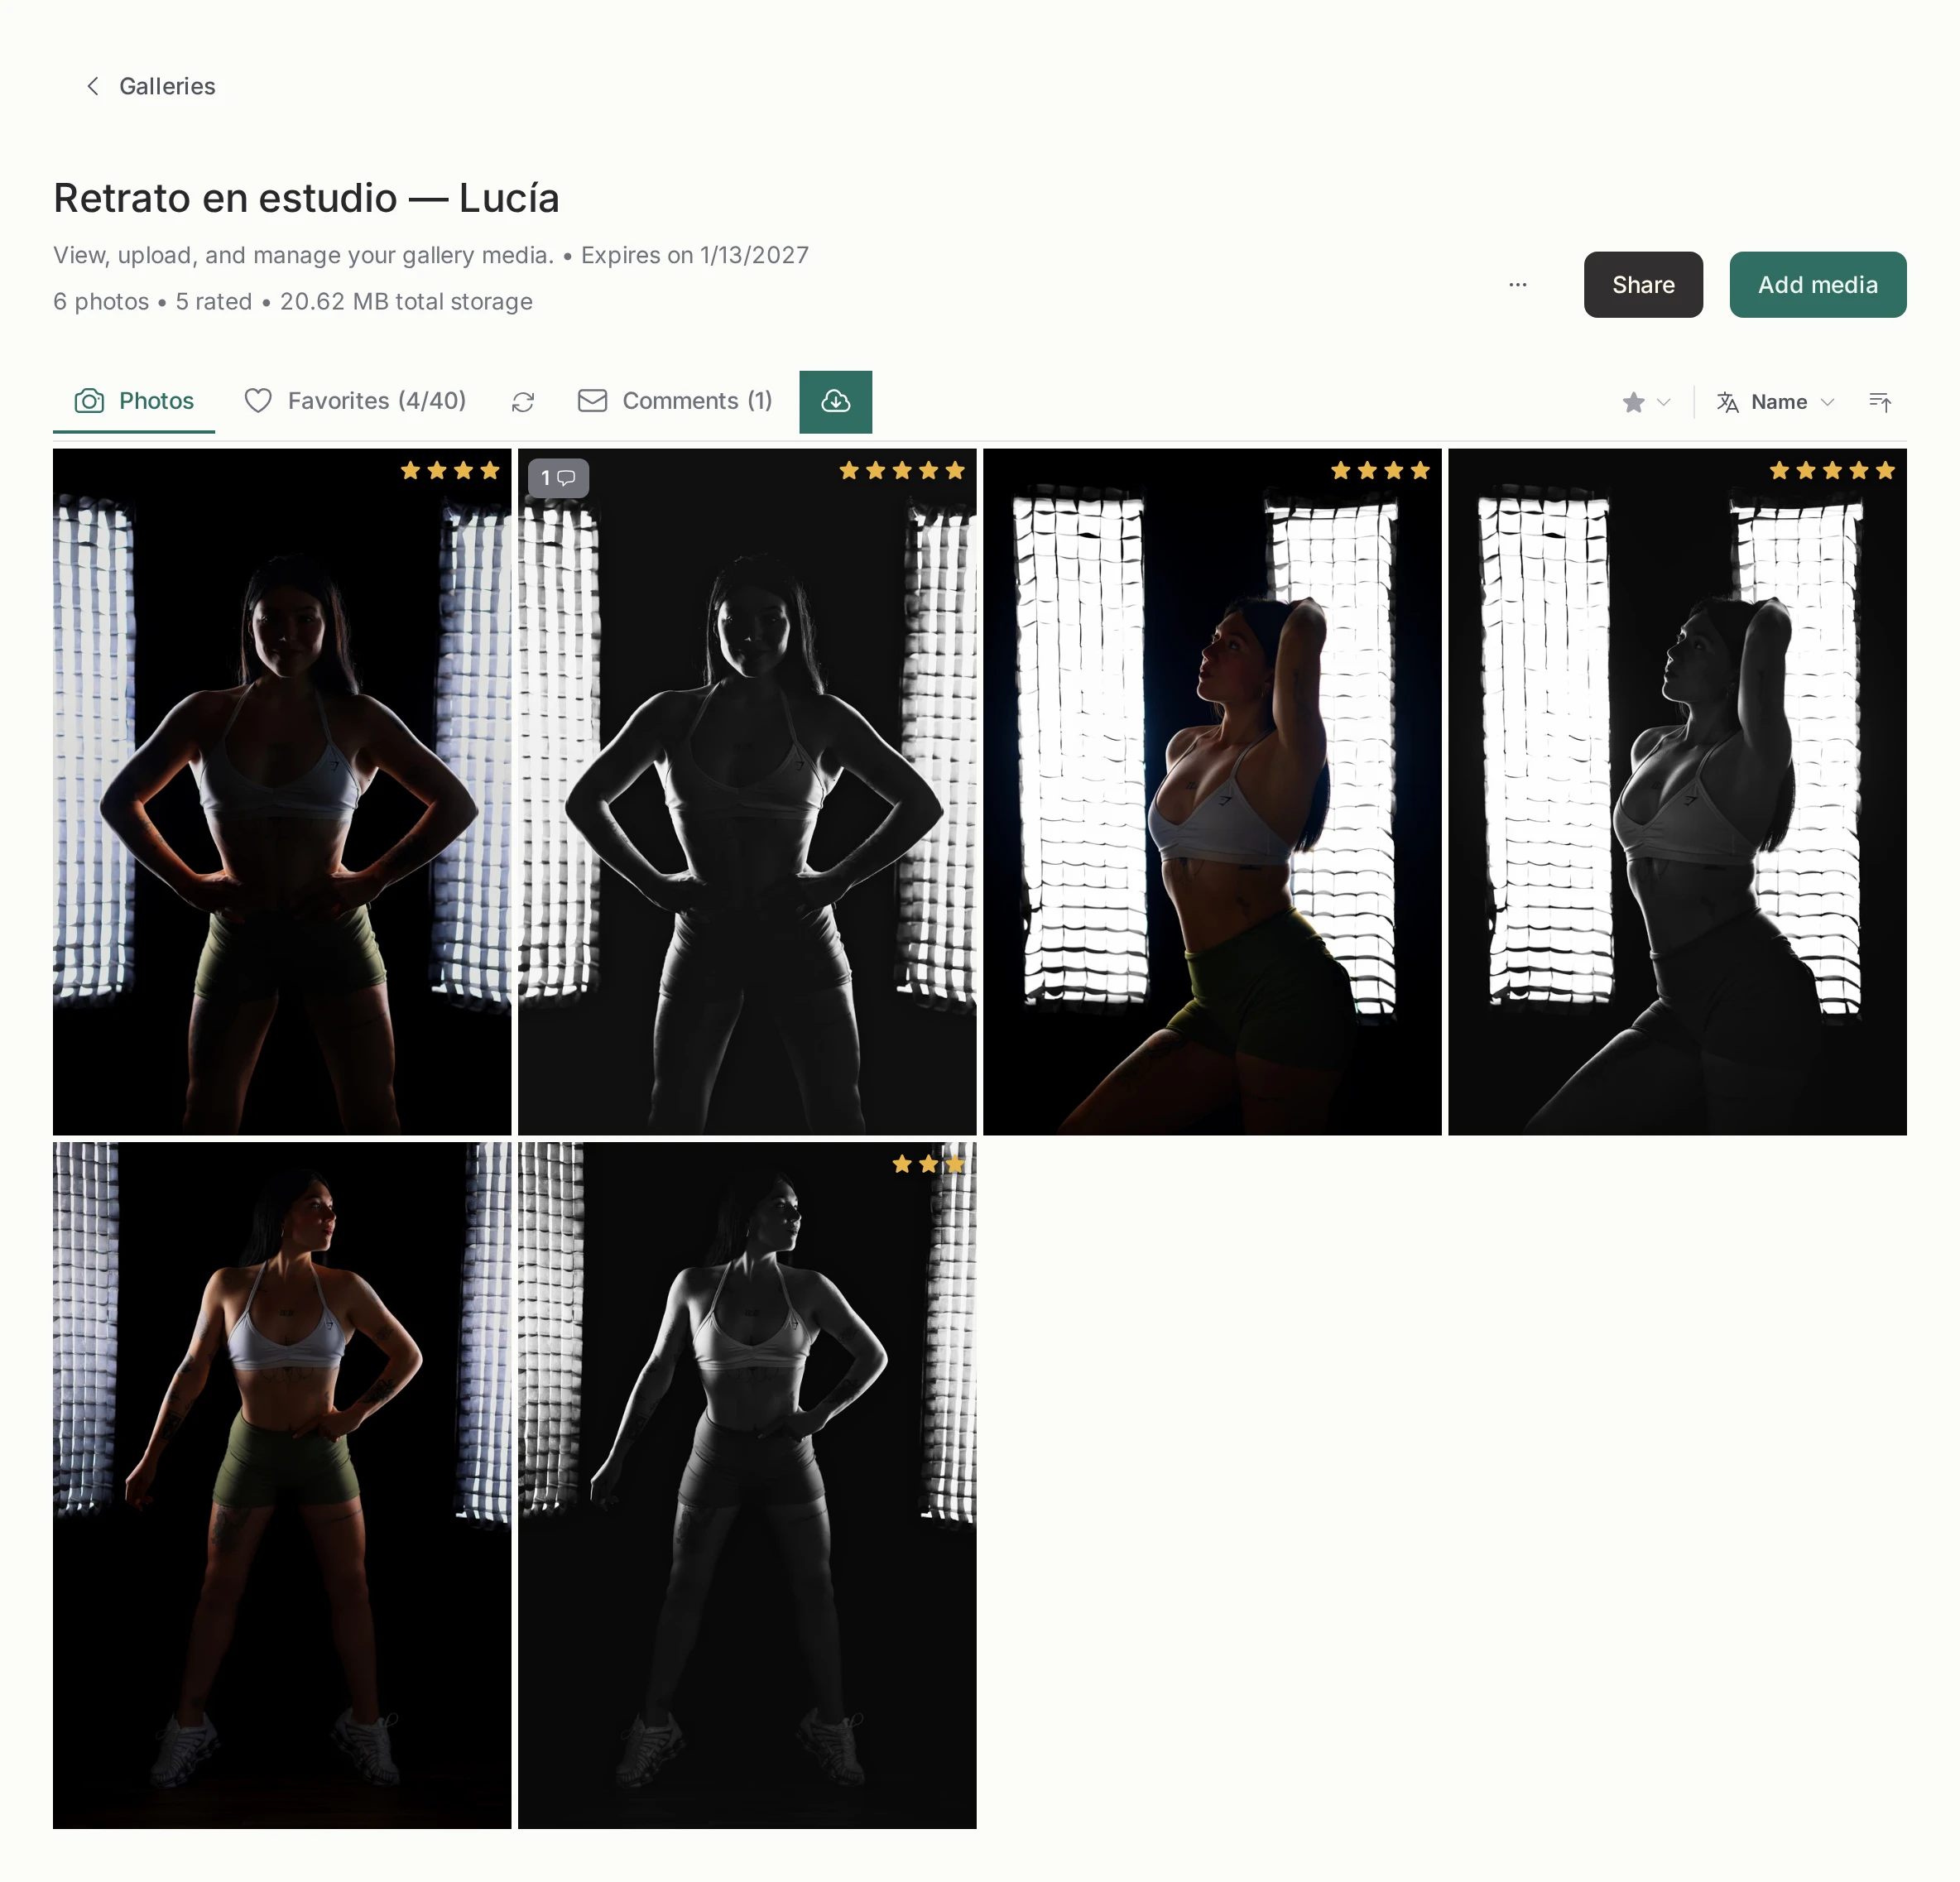 Galleries
Retrato en estudio — Lucía
View, upload, and manage your gallery media. • Expires on 1/13/2027
6 photos • 5 rated • 20.62 MB total storage
... Share Add media
Photos Favorites (4/40) Comments (1) Name
1